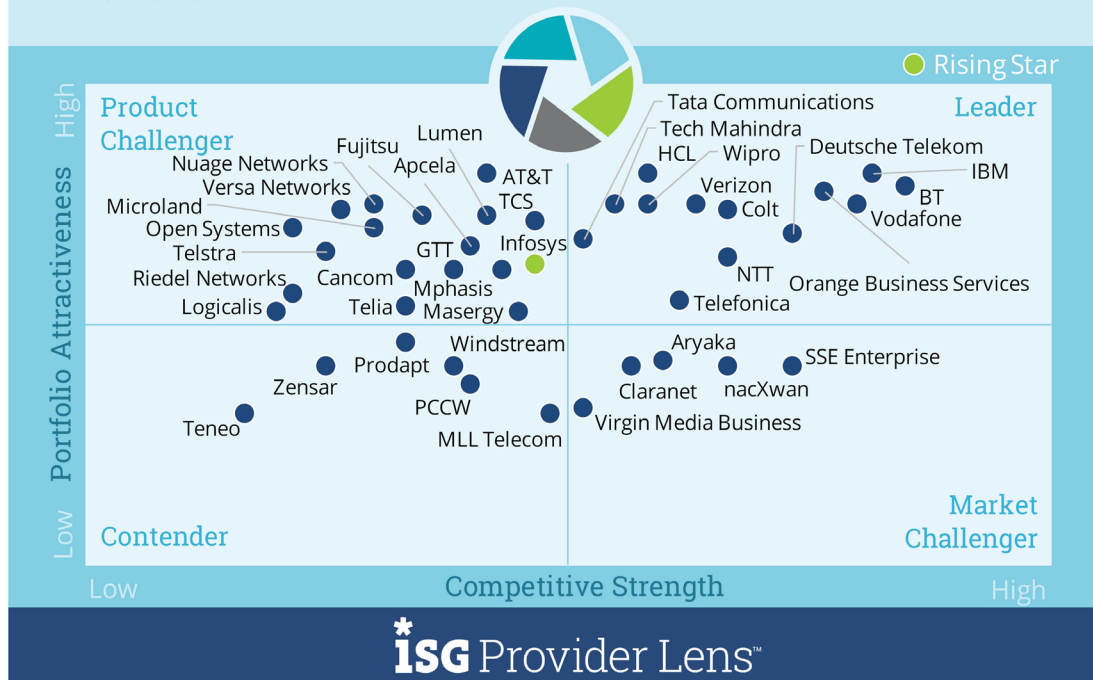 Rising Star
High
Product
Challenger
Leader
Lumen
Fujitsu
Apcela
Nuage Networks
Versa Networks
Microland
Open Systems
Telstra
Riedel Networks
Logicalis
AT&T
TCS
Infosys
GTT
Cancom
Mphasis
Telia
Masergy
Tata Communications
Tech Mahindra
HCL
Wipro
Deutsche Telekom
IBM
Verizon
Colt
BT
Vodafone
NTT
Orange Business Services
Telefonica
Portfolio Attractiveness
Windstream
Prodapt
Zensar
PCCW
Teneo
MLL Telecom
Aryaka
SSE Enterprise
Claranet
nacXwan
Virgin Media Business
Low
Contender
Market
Challenger
Low
Competitive Strength
High
*ISG Provider Lens™